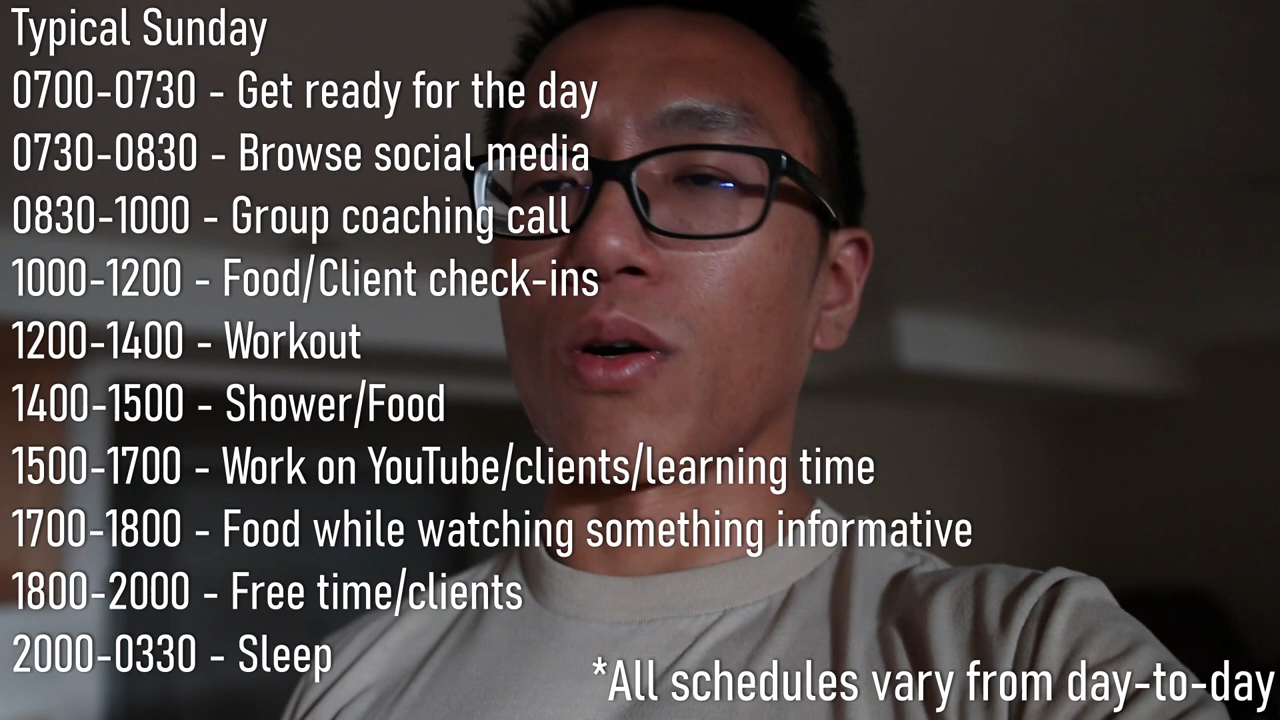 Typical Sunday
0700-0730 - Get ready for the day
0730-0830 - Browse social media
0830-1000 - Group coaching call
1000-1200 - Food/Client check-ins
1200-1400 - Workout
1400-1500 - Shower/Food
1500-1700 - Work on YouTube/clients/learning time
1700-1800 - Food while watching something informative
1800-2000 - Free time/clients
2000-0330 - Sleep
*All schedules vary from day-to-day